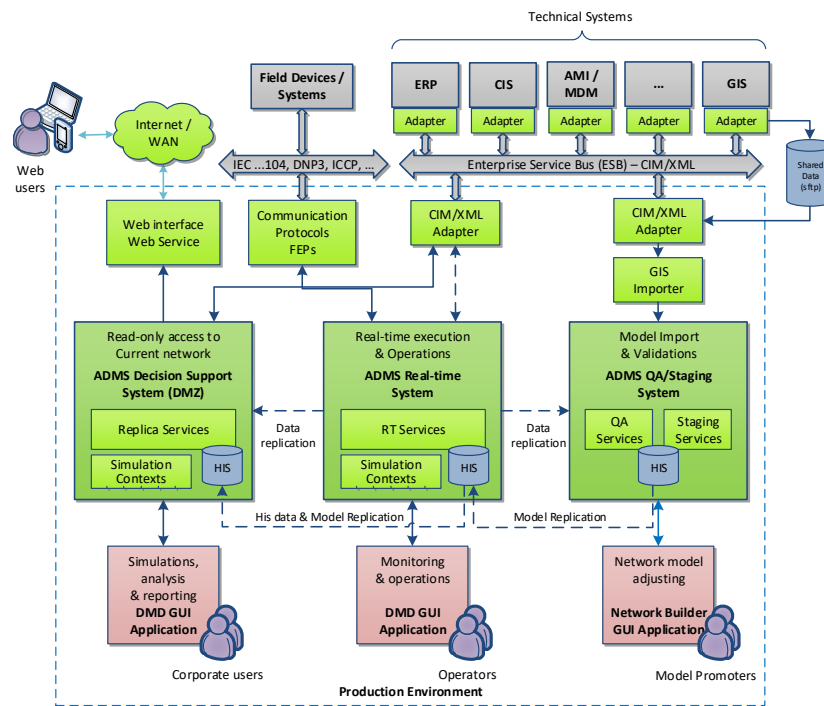 Technical Systems
Field Devices /
Systems
ERP
CIS
AMI /
MDM
...
GIS
Adapter
Adapter
Adapter
Adapter
Adapter
Internet /
WAN
Web
users
IEC ...104, DNP3, ICCP, ...
Enterprise Service Bus (ESB) – CIM/XML
Shared
Data
(sftp)
Web interface
Web Service
Communication
Protocols
FEPs
CIM/XML
Adapter
CIM/XML
Adapter
GIS
Importer
Read-only access to
Current network
ADMS Decision Support
System (DMZ)
Replica Services
Simulation
Contexts
HIS
Data
replication
Real-time execution
& Operations
ADMS Real-time
System
RT Services
Simulation
Contexts
HIS
Data
replication
Model Import
& Validations
ADMS QA/Staging
System
QA
Services
Staging
Services
HIS
His data & Model Replication
Model Replication
Simulations,
analysis
& reporting
DMD GUI
Application
Corporate users
Monitoring
& operations
DMD GUI
Application
Operators
Network model
adjusting
Network Builder
GUI Application
Model Promoters
Production Environment